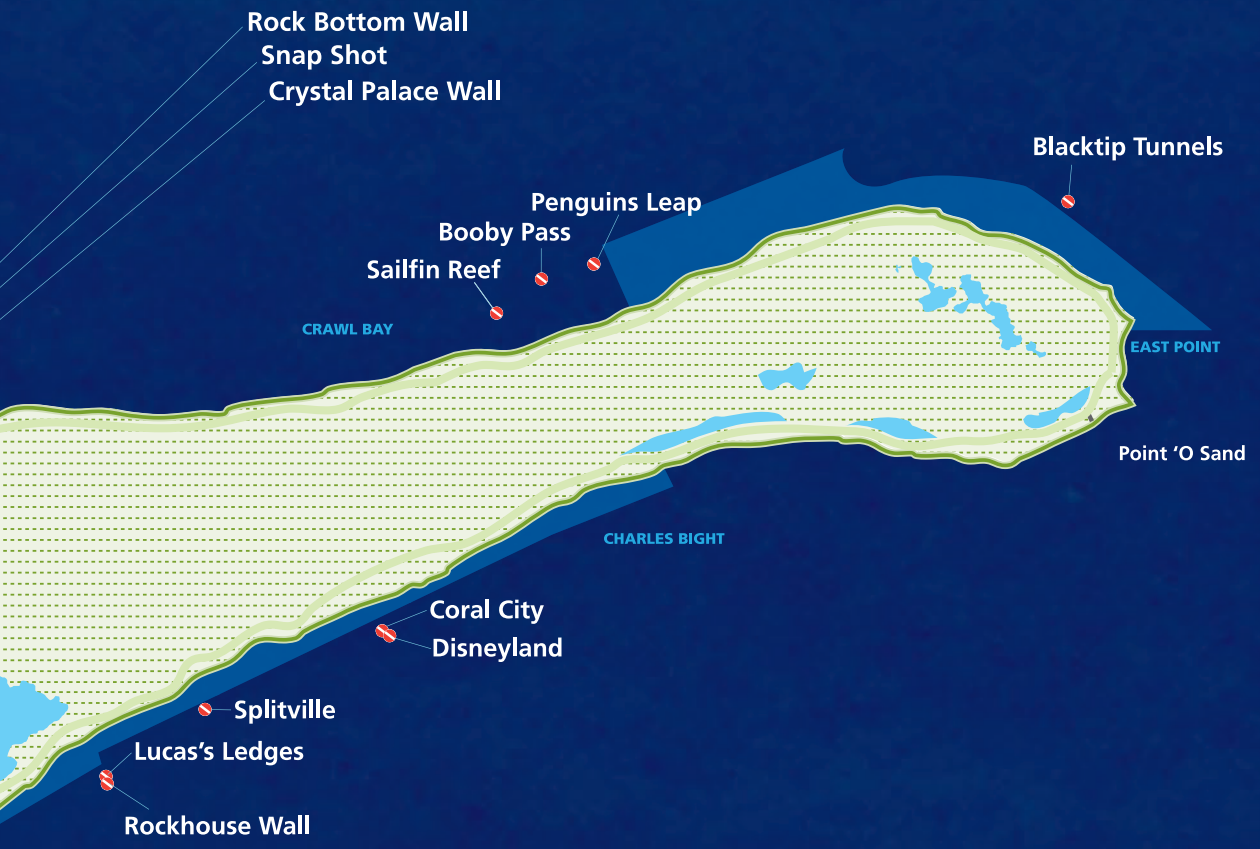 Rock Bottom Wall
Snap Shot
Crystal Palace Wall
Blacktip Tunnels
Penguins Leap
Booby Pass
Sailfin Reef
CRAWL BAY
EAST POINT
Point ‘O Sand
CHARLES BIGHT
Coral City
Disneyland
Splitville
Lucas’s Ledges
Rockhouse Wall